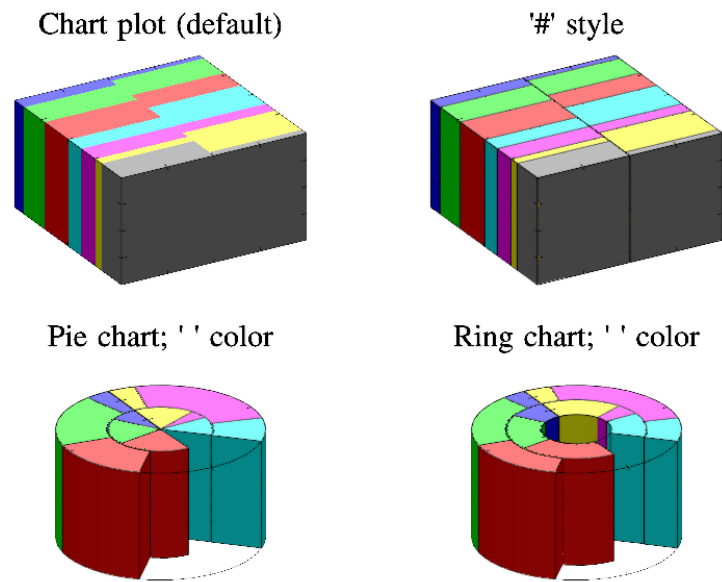 Chart plot (default)
'#' style
Pie chart; ' ' color
Ring chart; ' ' color